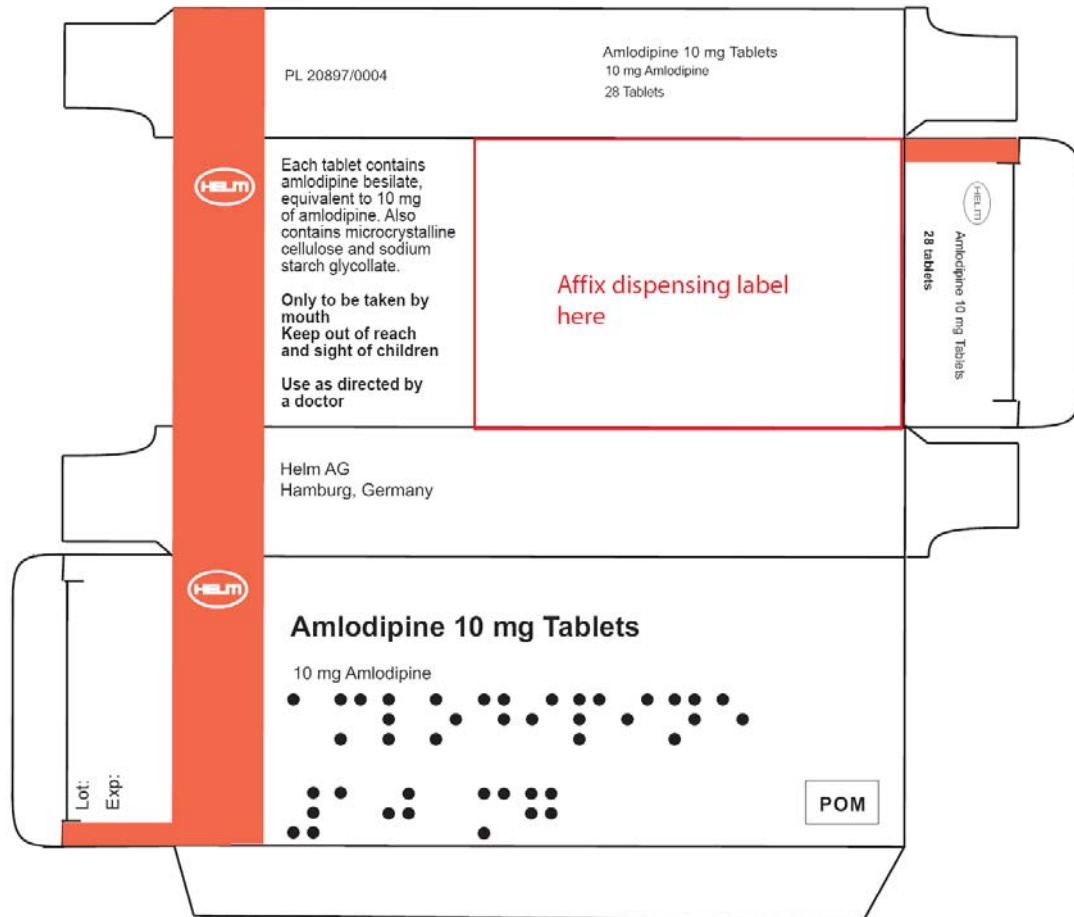 PL 20897/0004
Amlodipine 10 mg Tablets
10 mg Amlodipine
28 Tablets
HELM
Each tablet contains
amlodipine besilate,
equivalent to 10 mg
of amlodipine. Also
contains microcrystalline
cellulose and sodium
starch glycollate.
Only to be taken by
mouth
Keep out of reach
and sight of children
Use as directed by
a doctor
Affix dispensing label
here
HELM
Amlodipine 10 mg Tablets
28 tablets
Helm AG
Hamburg, Germany
HELM
Amlodipine 10 mg Tablets
10 mg Amlodipine
⠁⠍⠇⠕⠙⠊⠏⠊⠝⠑
⠼⠁⠚ ⠍⠛
POM
Lot:
Exp: